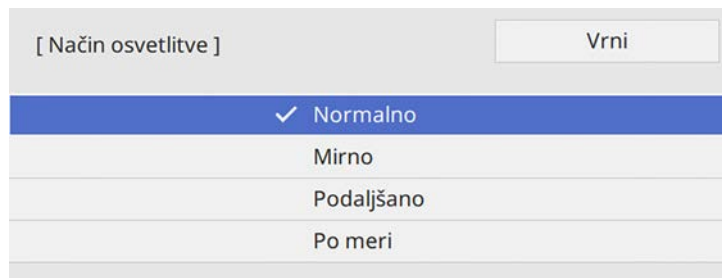 [ Način osvetlitve ]
Vrni
✓ Normalno
Mirno
Podaljšano
Po meri